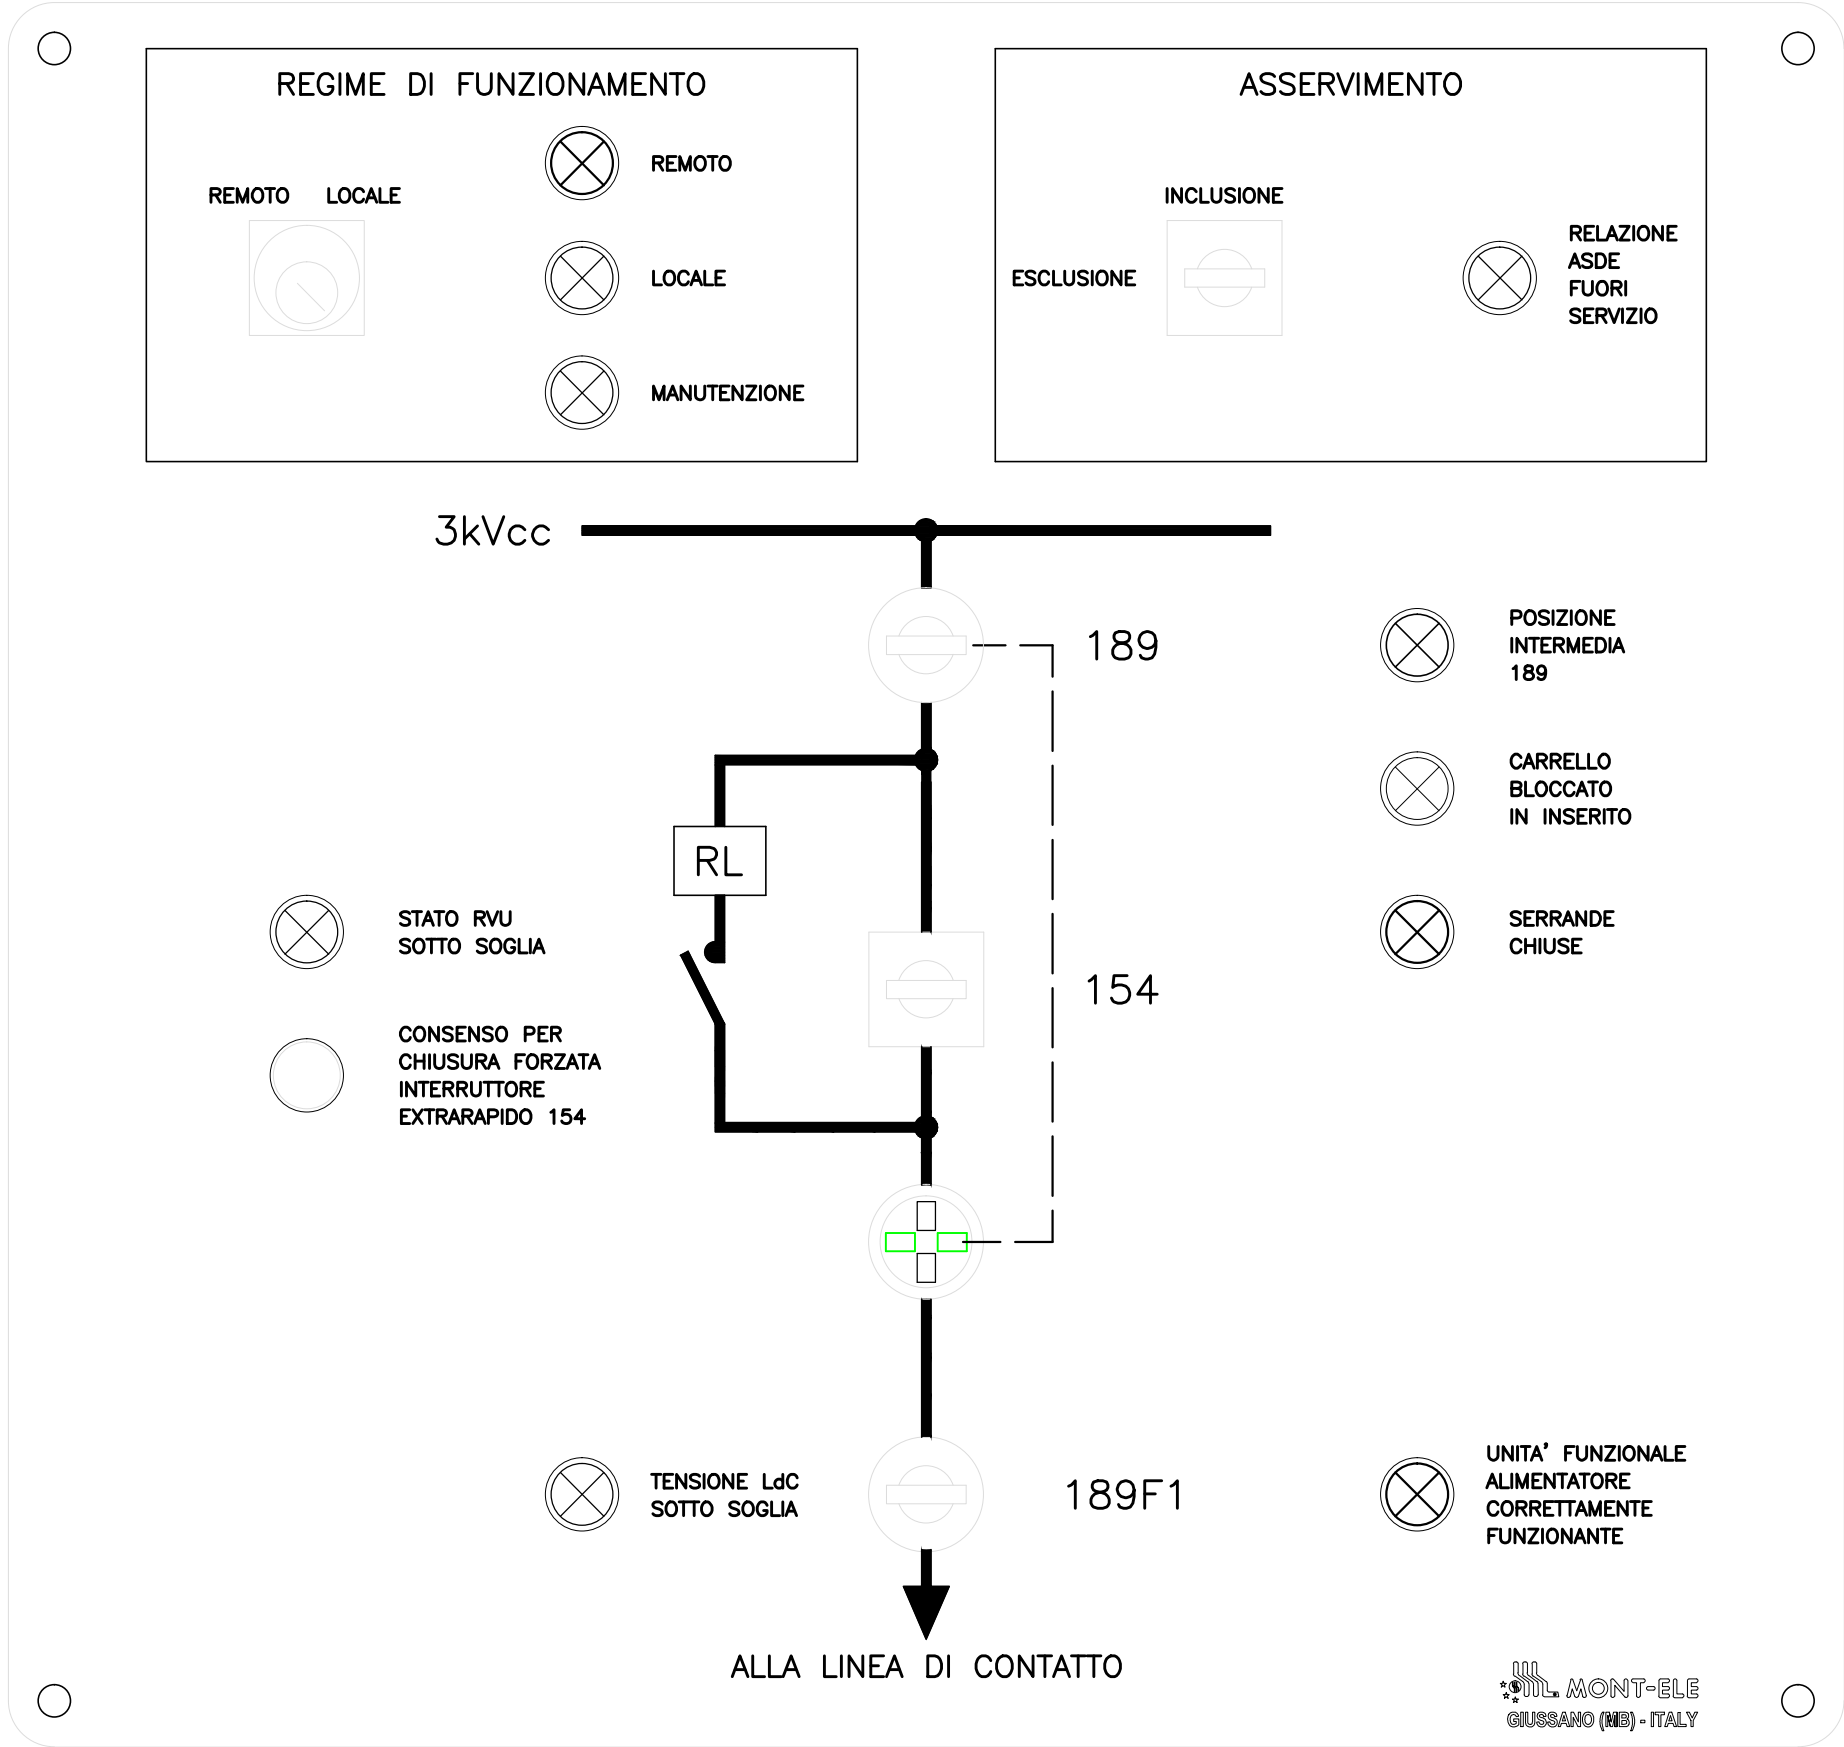 REGIME DI FUNZIONAMENTO
REMOTO LOCALE
REMOTO
LOCALE
MANUTENZIONE
ASSERVIMENTO
INCLUSIONE
ESCLUSIONE
RELAZIONE
ASDE
FUORI
SERVIZIO
3kVcc
189
POSIZIONE
INTERMEDIA
189
CARRELLO
BLOCCATO
IN INSERITO
RL
STATO RVU
SOTTO SOGLIA
154
SERRANDE
CHIUSE
CONSENSO PER
CHIUSURA FORZATA
INTERRUTTORE
EXTRARAPIDO 154
TENSIONE LdC
SOTTO SOGLIA
189F1
UNITA' FUNZIONALE
ALIMENTATORE
CORRETTAMENTE
FUNZIONANTE
ALLA LINEA DI CONTATTO
MONT-ELE
GIUSSANO (MB) - ITALY